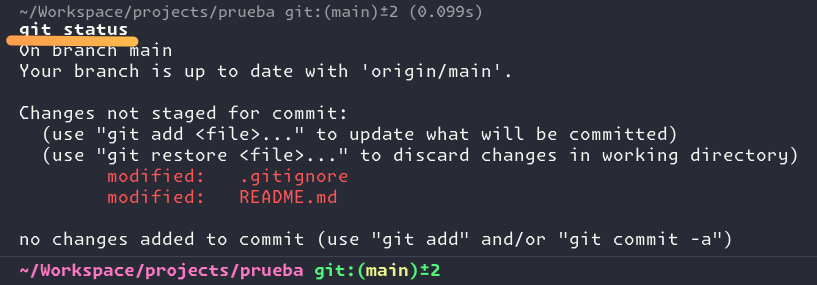 ~/Workspace/projects/prueba git:(main)±2 (0.099s)
git status
On branch main
Your branch is up to date with 'origin/main'.
Changes not staged for commit:
(use "git add <file>..." to update what will be committed)
(use "git restore <file>..." to discard changes in working directory)
modified: .gitignore
modified: README.md
no changes added to commit (use "git add" and/or "git commit -a")
~/Workspace/projects/prueba git:(main)±2